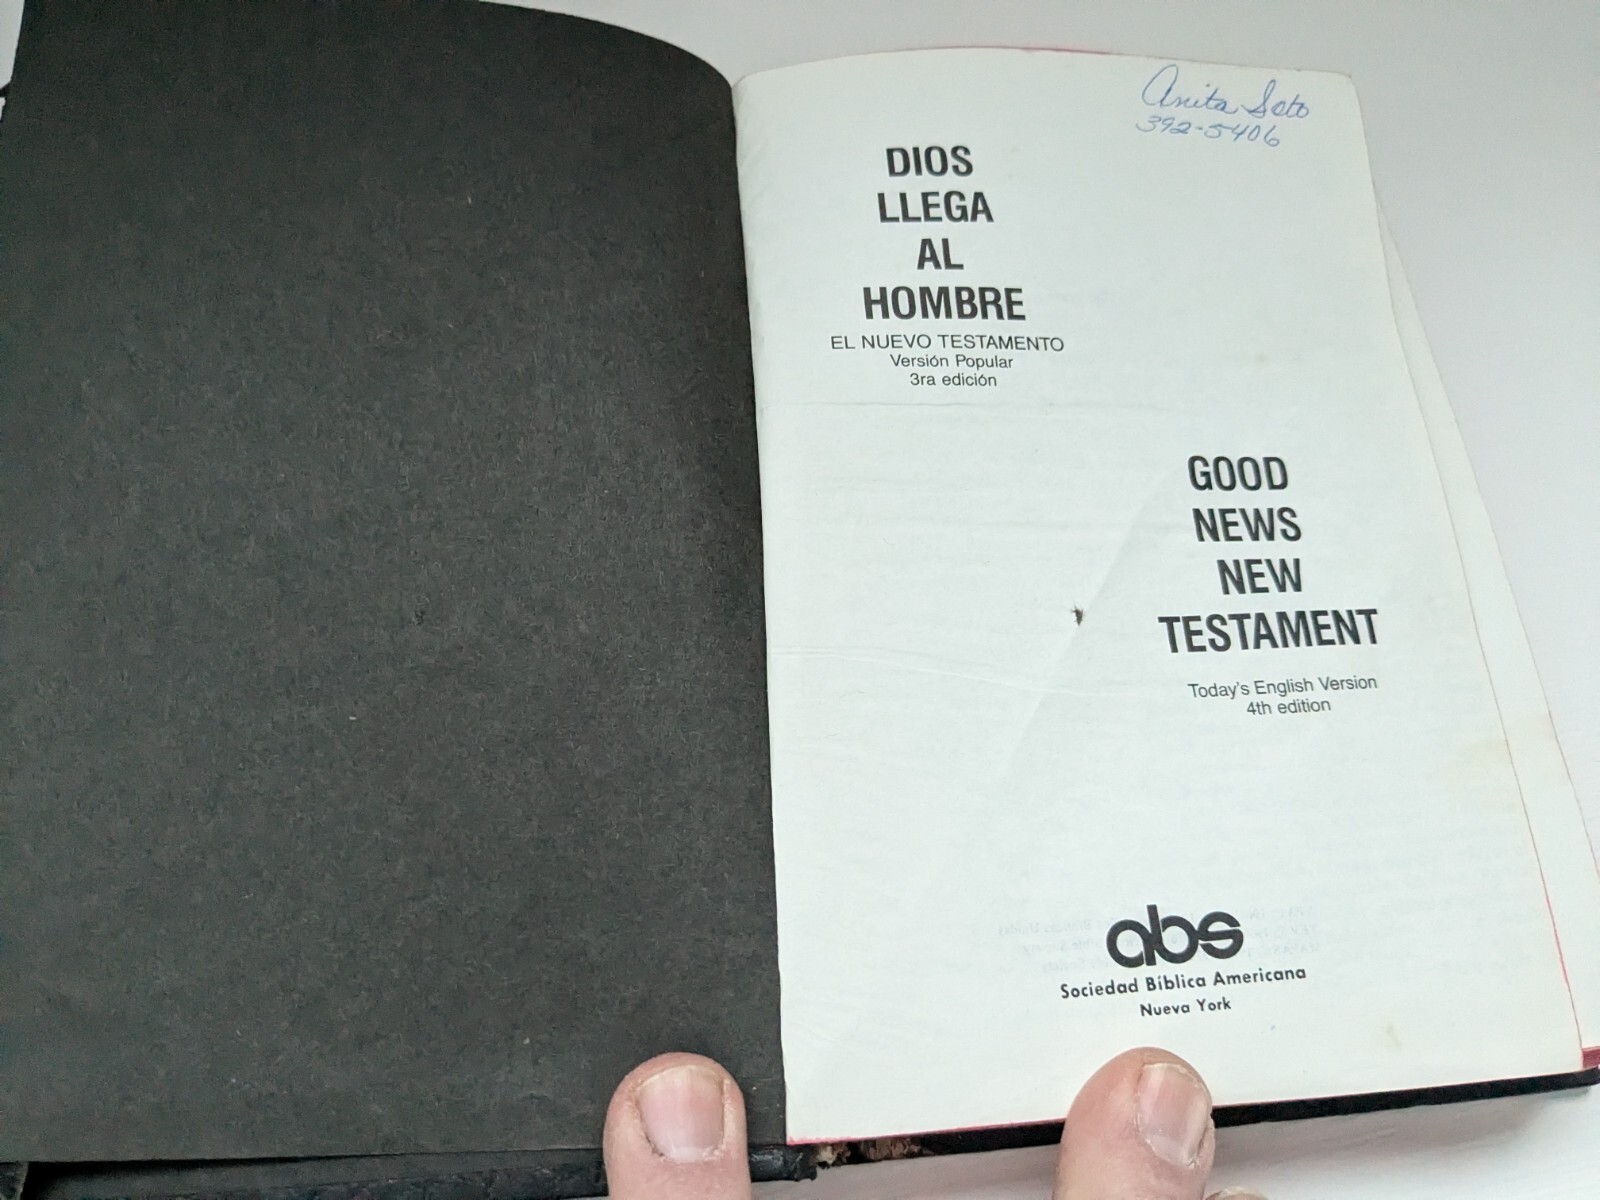 Anita Soto
392-5406
DIOS
LLEGA
AL
HOMBRE
EL NUEVO TESTAMENTO
Versión Popular
3ra edición
GOOD
NEWS
NEW
TESTAMENT
Today's English Version
4th edition
abs
Sociedad Bíblica Americana
Nueva York